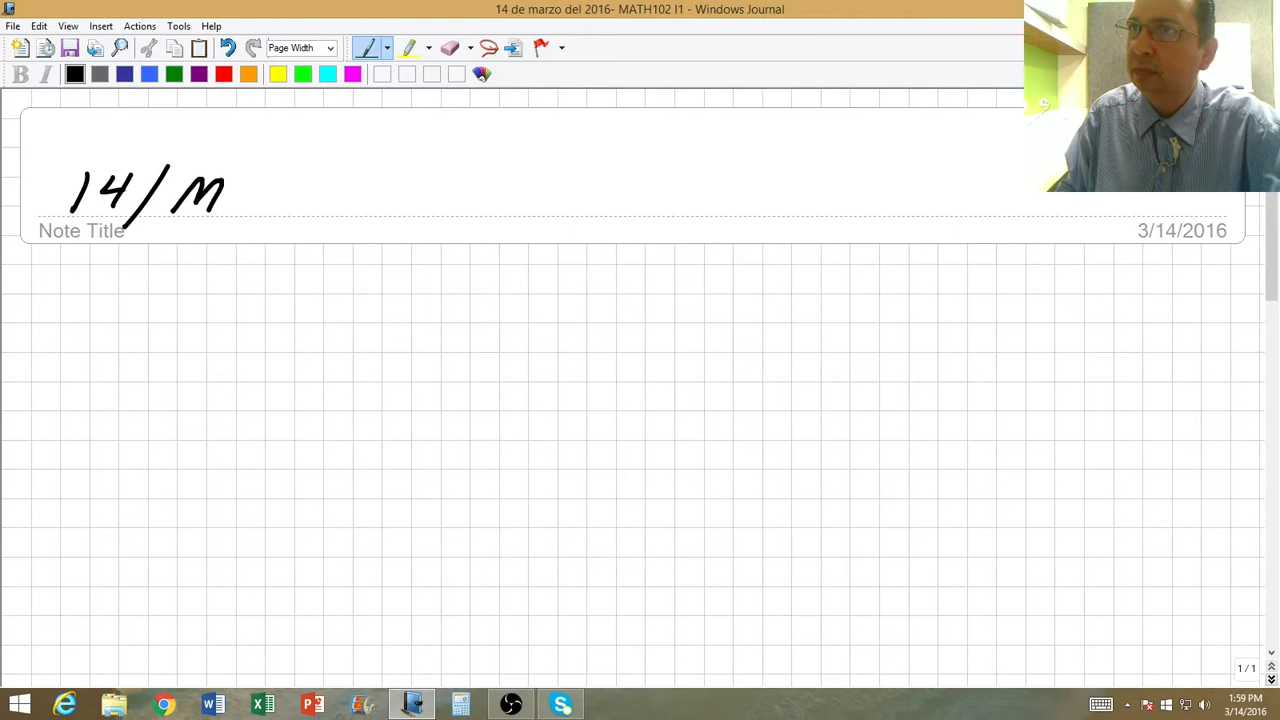 14 de marzo del 2016- MATH102 I1 - Windows Journal
File Edit View Insert Actions Tools Help
Page Width
B I
14/M
Note Title
3/14/2016
1 / 1
1:59 PM
3/14/2016